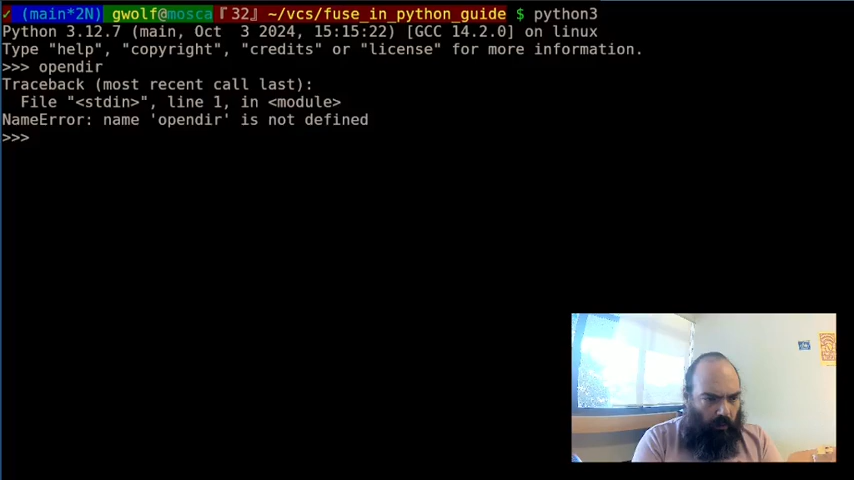 ✓ (main*2N) gwolf@mosca『32』~/vcs/fuse_in_python_guide $ python3
Python 3.12.7 (main, Oct  3 2024, 15:15:22) [GCC 14.2.0] on linux
Type "help", "copyright", "credits" or "license" for more information.
>>> opendir
Traceback (most recent call last):
  File "<stdin>", line 1, in <module>
NameError: name 'opendir' is not defined
>>>